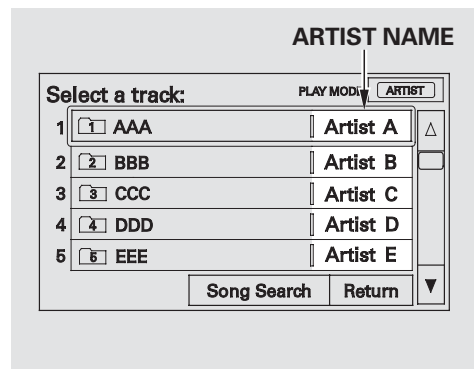 ARTIST NAME
Select a track: PLAY MODE ARTIST
1 1 AAA Artist A
2 2 BBB Artist B
3 3 CCC Artist C
4 4 DDD Artist D
5 5 EEE Artist E
Song Search Return